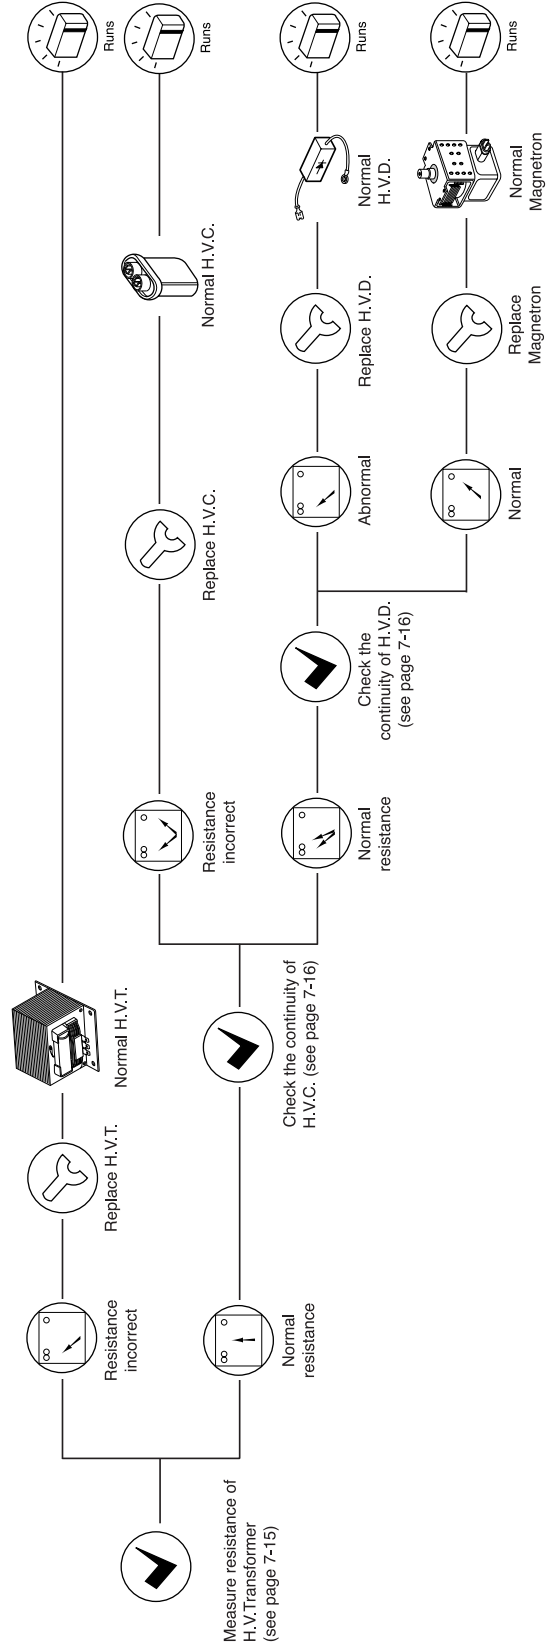 Measure resistance of
H.V.Transformer
(see page 7-15)
Resistance
incorrect
Replace H.V.T.
Normal H.V.T.
Runs
Normal
resistance
Check the continuity of
H.V.C. (see page 7-16)
Resistance
incorrect
Replace H.V.C.
Normal H.V.C.
Runs
Normal
resistance
Check the
continuity of H.V.D.
(see page 7-16)
Abnormal
Replace H.V.D.
Normal
H.V.D.
Runs
Normal
Replace
Magnetron
Normal
Magnetron
Runs